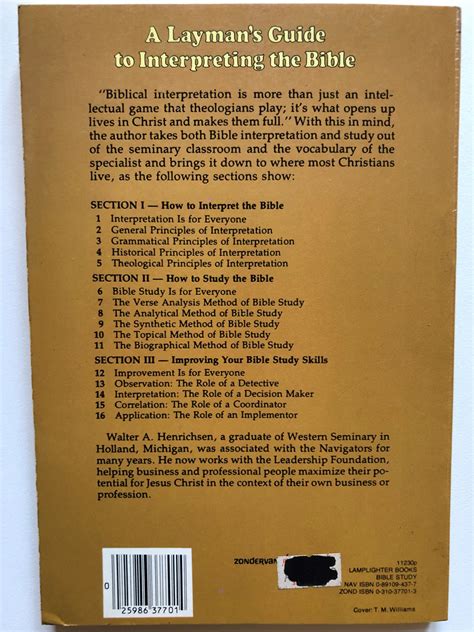 A Layman's Guide
to Interpreting the Bible
"Biblical interpretation is more than just an intel-
lectual game that theologians play; it's what opens up
lives in Christ and makes them full." With this in mind,
the author takes both Bible interpretation and study out
of the seminary classroom and the vocabulary of the
specialist and brings it down to where most Christians
live, as the following sections show:
SECTION I — How to Interpret the Bible
1 Interpretation Is for Everyone
2 General Principles of Interpretation
3 Grammatical Principles of Interpretation
4 Historical Principles of Interpretation
5 Theological Principles of Interpretation
SECTION II — How to Study the Bible
6 Bible Study Is for Everyone
7 The Verse Analysis Method of Bible Study
8 The Analytical Method of Bible Study
9 The Synthetic Method of Bible Study
10 The Topical Method of Bible Study
11 The Biographical Method of Bible Study
SECTION III — Improving Your Bible Study Skills
12 Improvement Is for Everyone
13 Observation: The Role of a Detective
14 Interpretation: The Role of a Decision Maker
15 Correlation: The Role of a Coordinator
16 Application: The Role of an Implementor
Walter A. Henrichsen, a graduate of Western Seminary in
Holland, Michigan, was associated with the Navigators for
many years. He now works with the Leadership Foundation,
helping business and professional people maximize their po-
tential for Jesus Christ in the context of their own business or
profession.
0 25986 37701
ZONDERVAN
11230p
LAMPLIGHTER BOOKS
BIBLE STUDY
NAV ISBN 0-89109-437-7
ZOND ISBN 0-310-37701-3
Cover: T. M. Williams